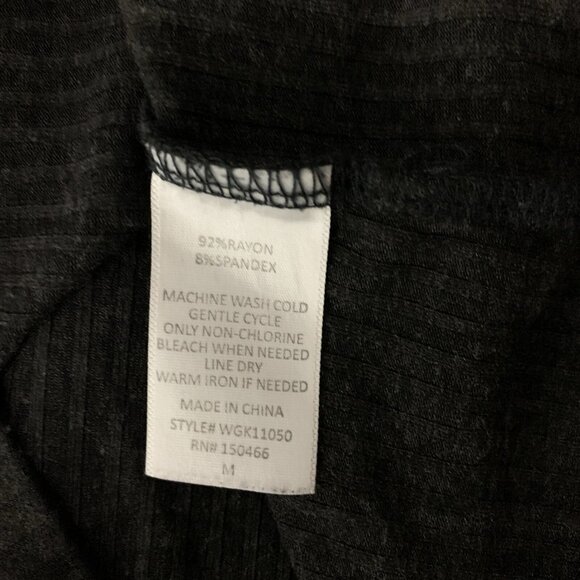 92%RAYON
8%SPANDEX
MACHINE WASH COLD
GENTLE CYCLE
ONLY NON-CHLORINE
BLEACH WHEN NEEDED
LINE DRY
WARM IRON IF NEEDED
MADE IN CHINA
STYLE# WGK11050
RN# 150466
M